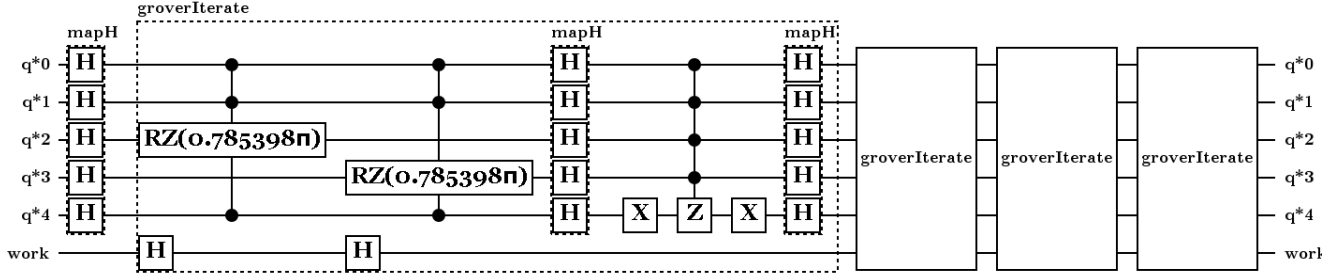 groverIterate
mapH mapH mapH
q*0 H H H q*0
q*1 H H H q*1
q*2 H RZ(0.785398π) H H q*2
groverIterate groverIterate groverIterate
q*3 H RZ(0.785398π) H H q*3
q*4 H H X Z X H q*4
work H H work